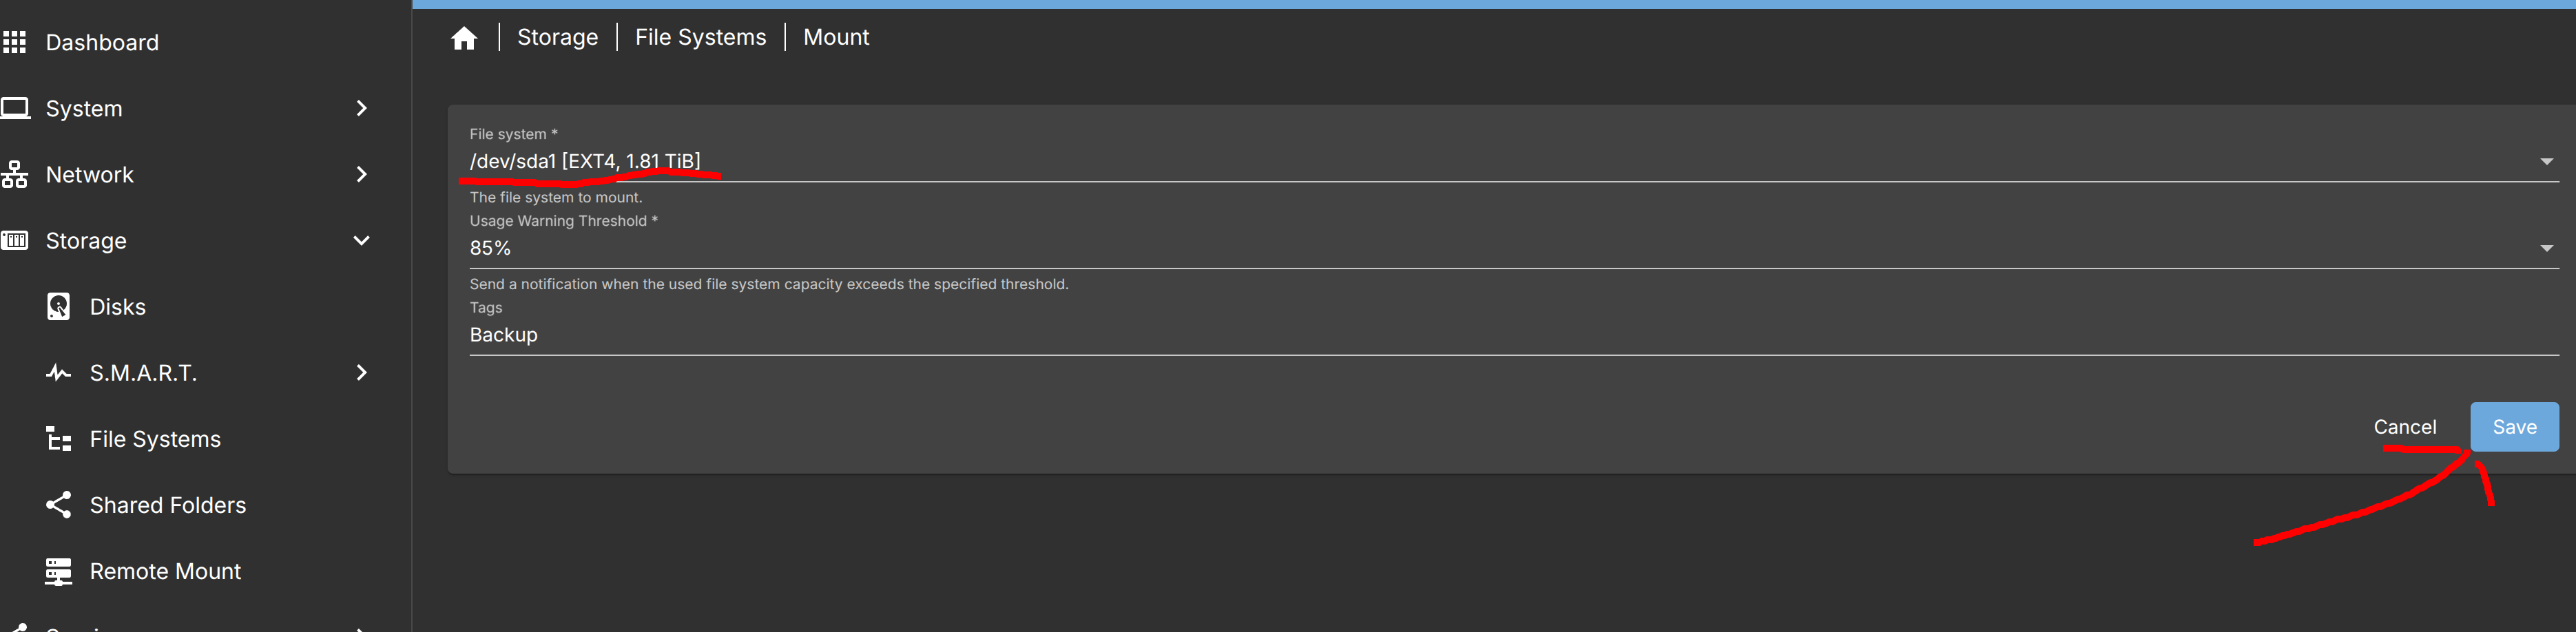 Dashboard
System
Network
Storage
Disks
S.M.A.R.T.
File Systems
Shared Folders
Remote Mount
Storage | File Systems | Mount
File system *
/dev/sda1 [EXT4, 1.81 TiB]
The file system to mount.
Usage Warning Threshold *
85%
Send a notification when the used file system capacity exceeds the specified threshold.
Tags
Backup
Cancel
Save